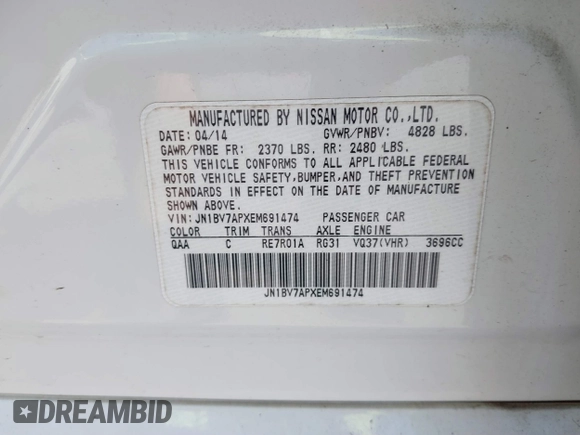 MANUFACTURED BY NISSAN MOTOR CO.,LTD.
DATE: 04/14 GVWR/PNBV: 4828 LBS.
GAWR/PNBE FR: 2370 LBS. RR: 2480 LBS.
THIS VEHICLE CONFORMS TO ALL APPLICABLE FEDERAL
MOTOR VEHICLE SAFETY,BUMPER,AND THEFT PREVENTION
STANDARDS IN EFFECT ON THE DATE OF MANUFACTURE
SHOWN ABOVE.
VIN: JN1BV7APXEM691474 PASSENGER CAR
COLOR TRIM TRANS AXLE ENGINE
QAA C RE7R01A RG31 VQ37(VHR) 3696CC
JN1BV7APXEM691474
DREAMBID